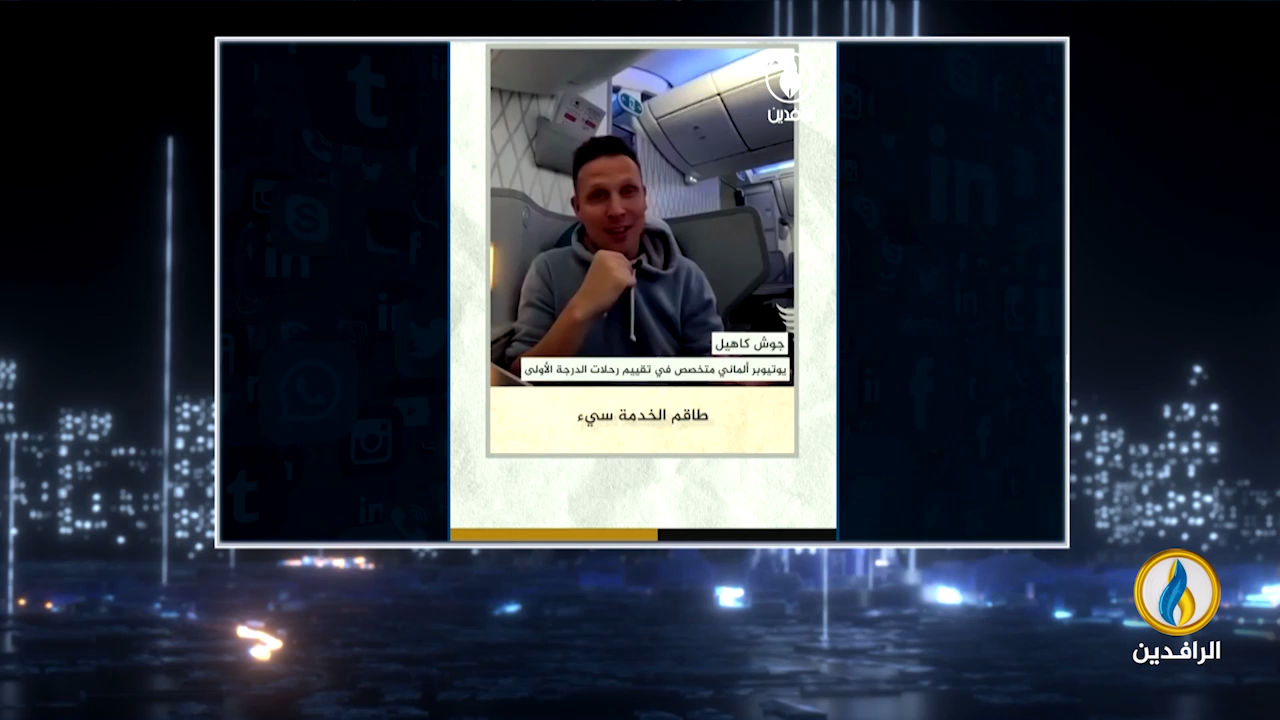 جوش كاهيل
يوتيوبر ألماني متخصص في تقييم رحلات الدرجة الأولى
طاقم الخدمة سيء
الرافدين